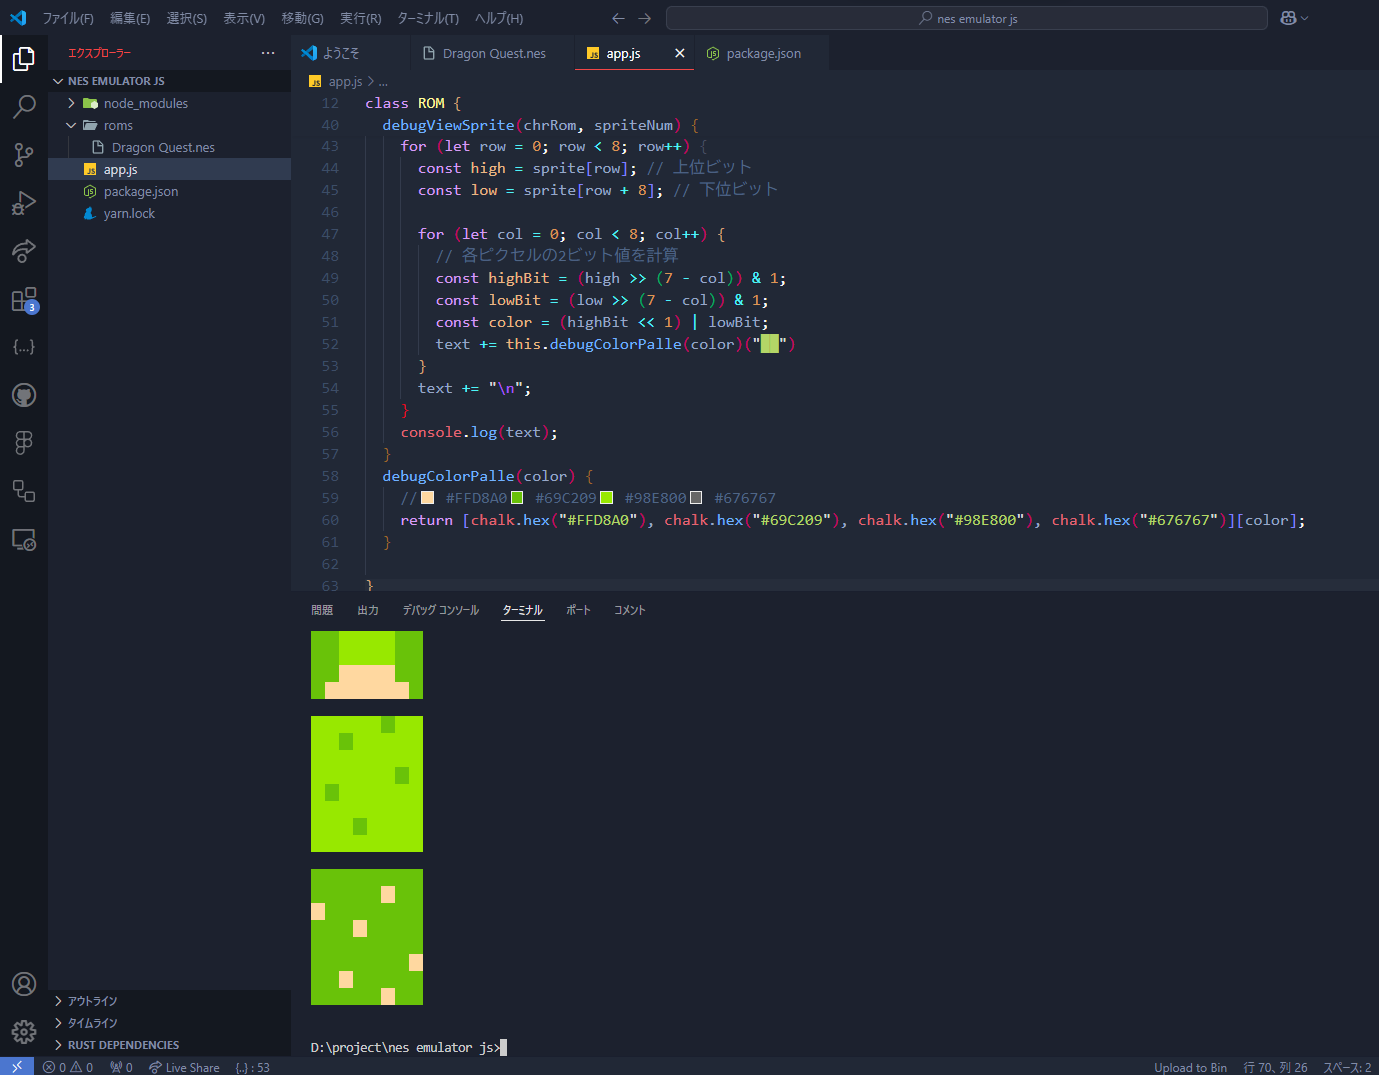 ファイル(F) 編集(E) 選択(S) 表示(V) 移動(G) 実行(R) ターミナル(T) ヘルプ(H)
nes emulator js
エクスプローラー
ようこそ
Dragon Quest.nes
app.js
package.json
NES EMULATOR JS
node_modules
roms
Dragon Quest.nes
app.js
package.json
yarn.lock
3
app.js > ...
12 class ROM {
40 debugViewSprite(chrRom, spriteNum) {
43 for (let row = 0; row < 8; row++) {
44 const high = sprite[row]; // 上位ビット
45 const low = sprite[row + 8]; // 下位ビット
46
47 for (let col = 0; col < 8; col++) {
48 // 各ピクセルの2ビット値を計算
49 const highBit = (high >> (7 - col)) & 1;
50 const lowBit = (low >> (7 - col)) & 1;
51 const color = (highBit << 1) | lowBit;
52 text += this.debugColorPalle(color)("██")
53 }
54 text += "\n";
55 }
56 console.log(text);
57 }
58 debugColorPalle(color) {
59 // #FFD8A0 #69C209 #98E800 #676767
60 return [chalk.hex("#FFD8A0"), chalk.hex("#69C209"), chalk.hex("#98E800"), chalk.hex("#676767")][color];
61 }
62
63 }
問題 出力 デバッグ コンソール ターミナル ポート コメント
D:\project\nes emulator js>
アウトライン
タイムライン
RUST DEPENDENCIES
0 0 0 Live Share {..} : 53 Upload to Bin 行 70、列 26 スペース: 2